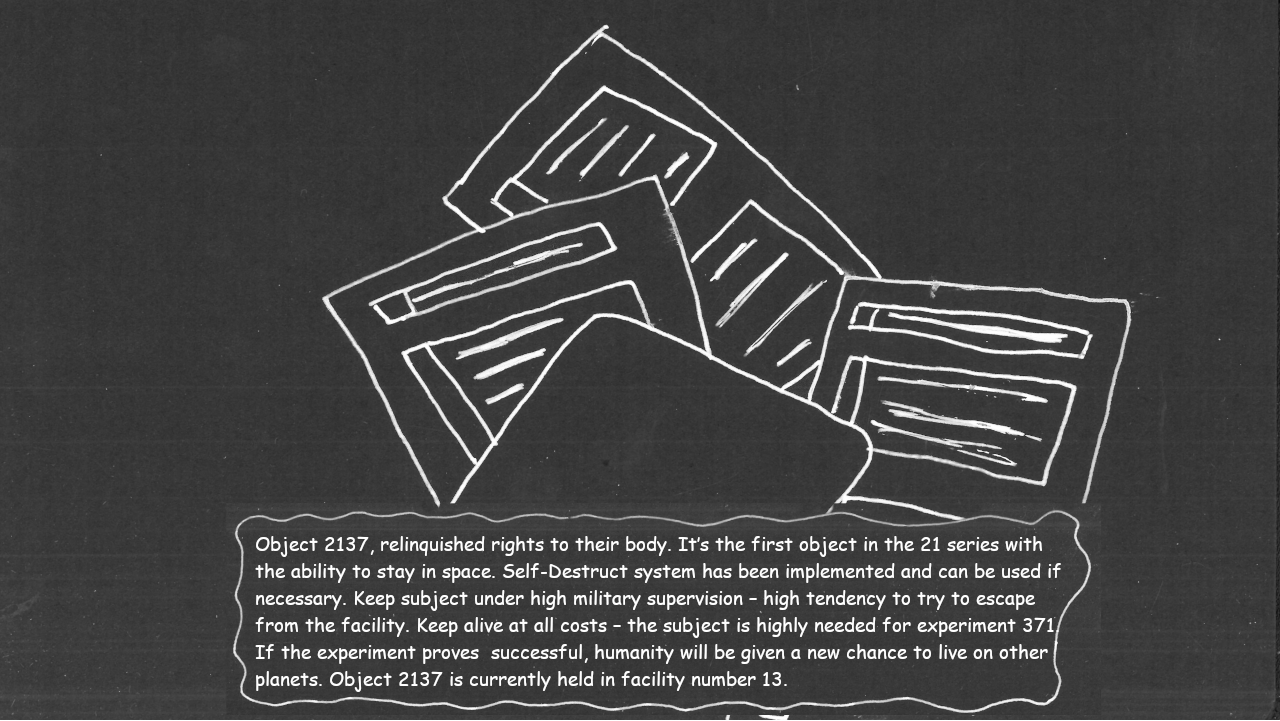 Object 2137, relinquished rights to their body. It’s the first object in the 21 series with
the ability to stay in space. Self-Destruct system has been implemented and can be used if
necessary. Keep subject under high military supervision – high tendency to try to escape
from the facility. Keep alive at all costs – the subject is highly needed for experiment 371
If the experiment proves  successful, humanity will be given a new chance to live on other
planets. Object 2137 is currently held in facility number 13.